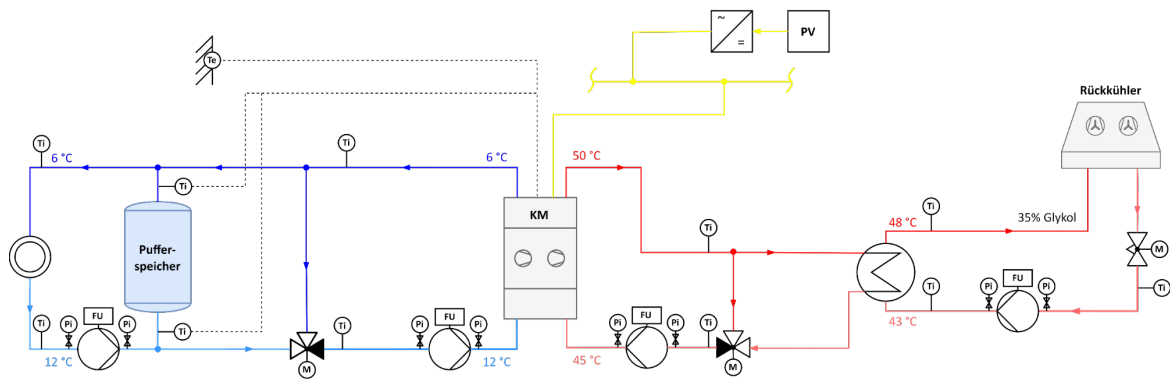 ~
=
PV
Te
Rückkühler
Ti
6 °C
Ti
6 °C
50 °C
Ti
KM
Ti
48 °C
Ti
35% Glykol
Puffer-
speicher
M
FU
Pi
Pi
Ti
Ti
Ti
FU
Pi
Pi
FU
Pi
Pi
Ti
Ti
FU
Pi
Pi
Ti
12 °C
M
12 °C
45 °C
M
43 °C